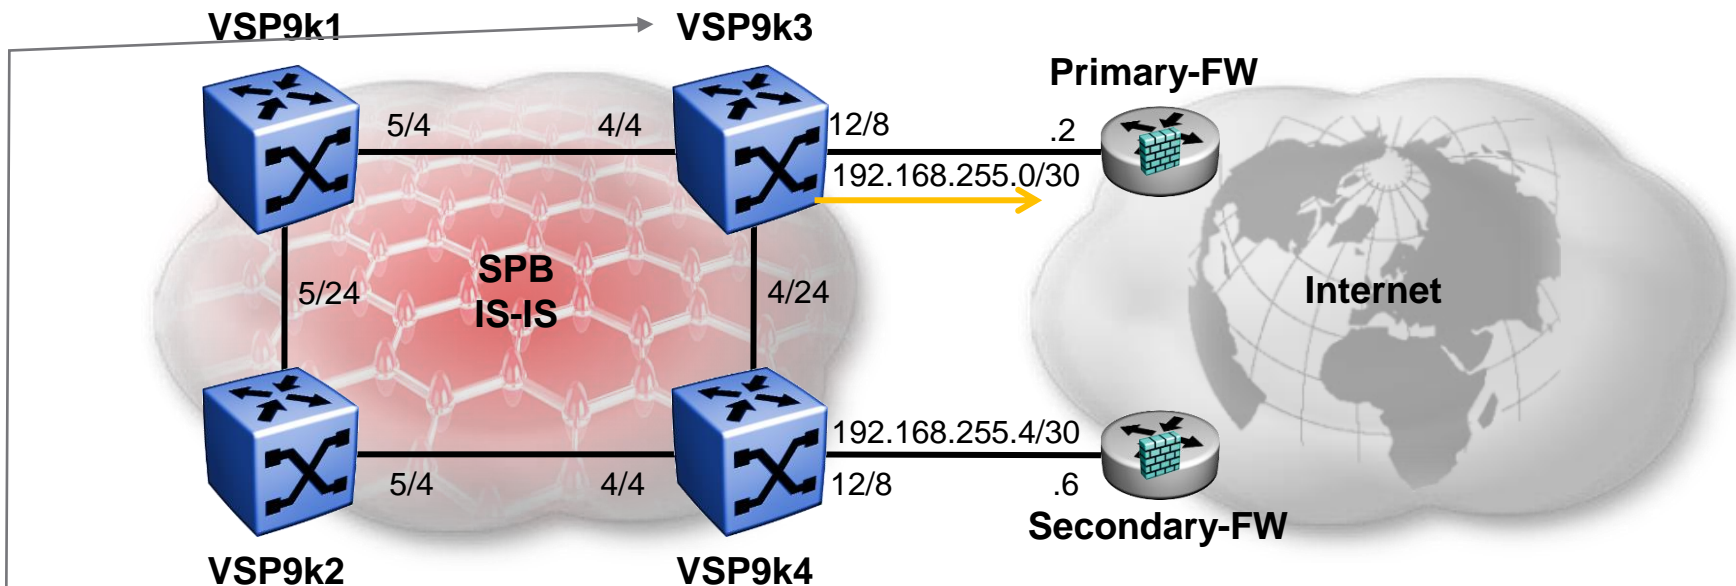 VSP9k1
VSP9k3
Primary-FW
5/4
4/4
12/8
.2
192.168.255.0/30
SPB
IS-IS
5/24
4/24
Internet
5/4
4/4
192.168.255.4/30
12/8
.6
Secondary-FW
VSP9k2
VSP9k4